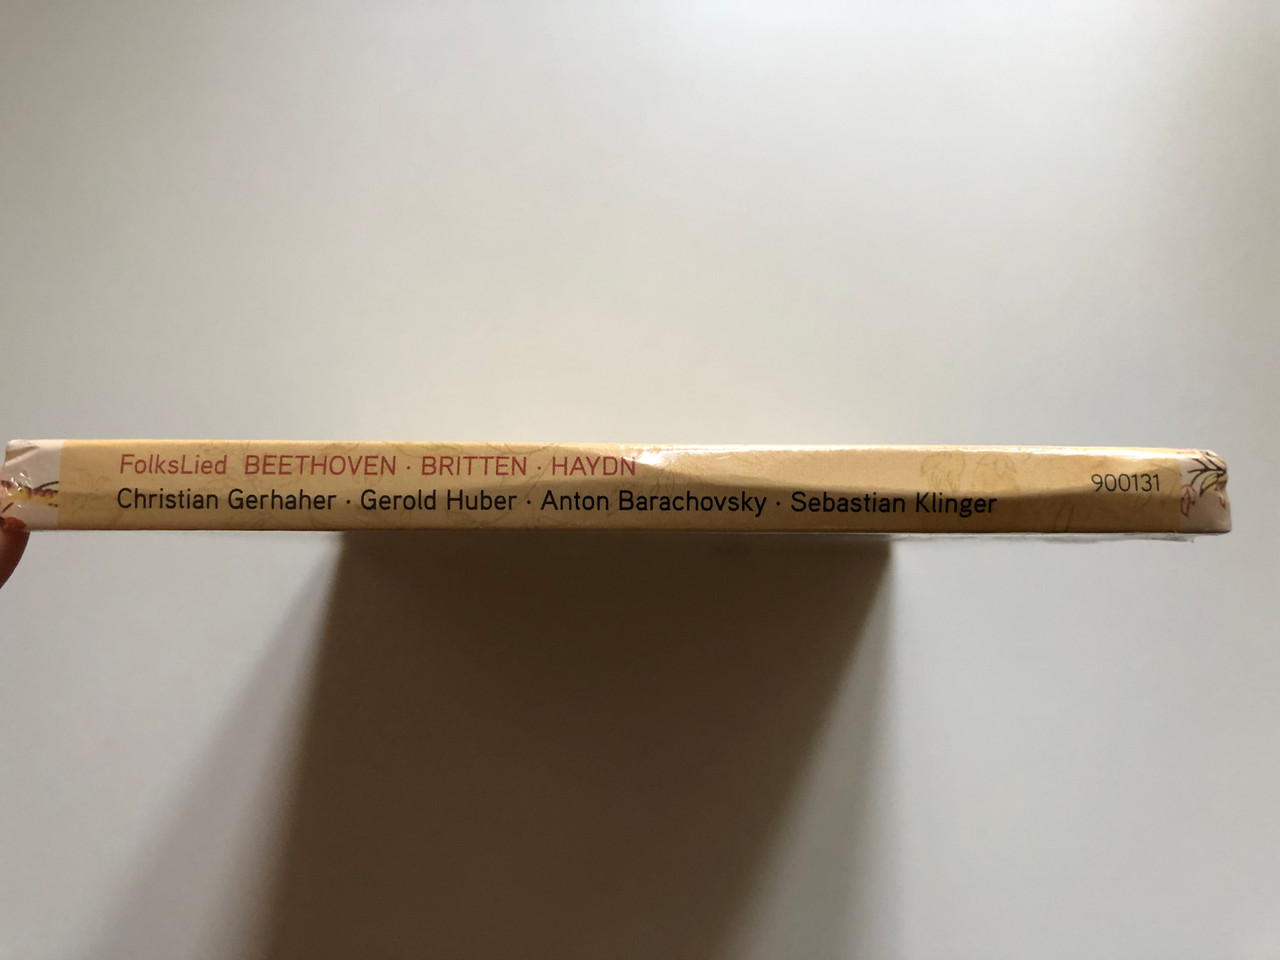 FolksLied BEETHOVEN · BRITTEN · HAYDN
Christian Gerhaher · Gerold Huber · Anton Barachovsky · Sebastian Klinger
900131